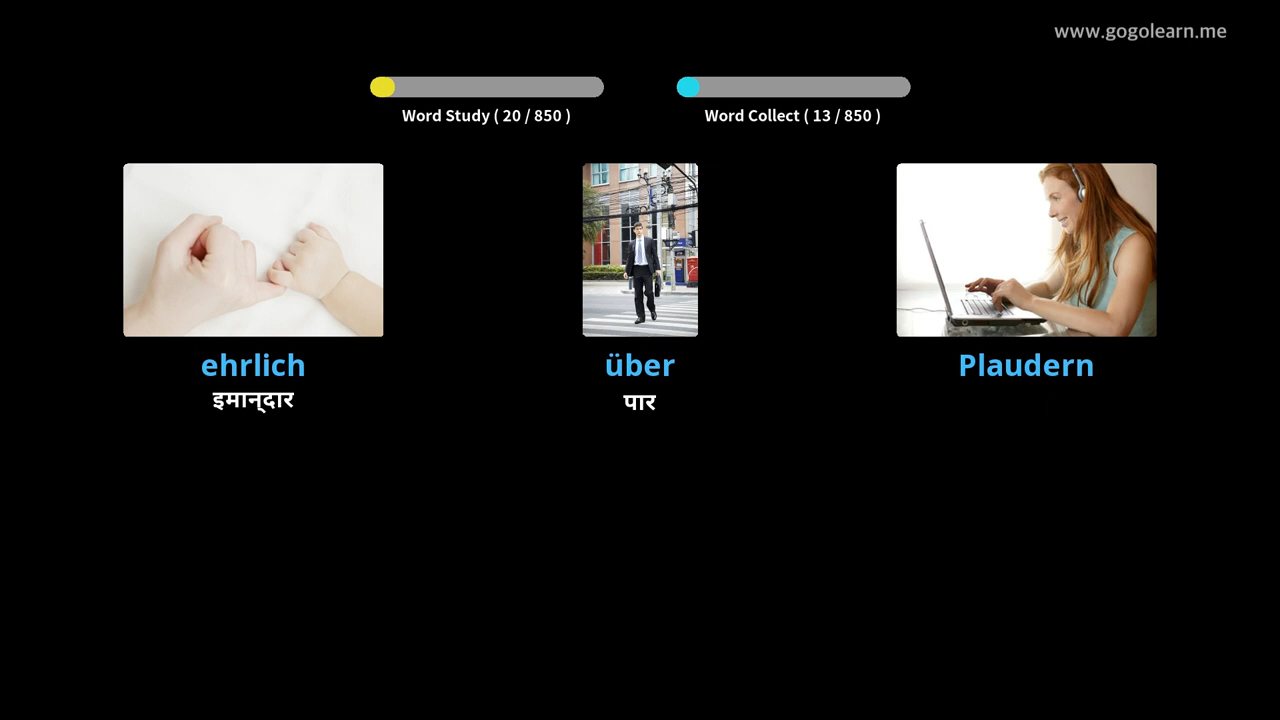 www.gogolearn.me
Word Study ( 20 / 850 )
Word Collect ( 13 / 850 )
ehrlich
इमान्‌दार
über
पार
Plaudern